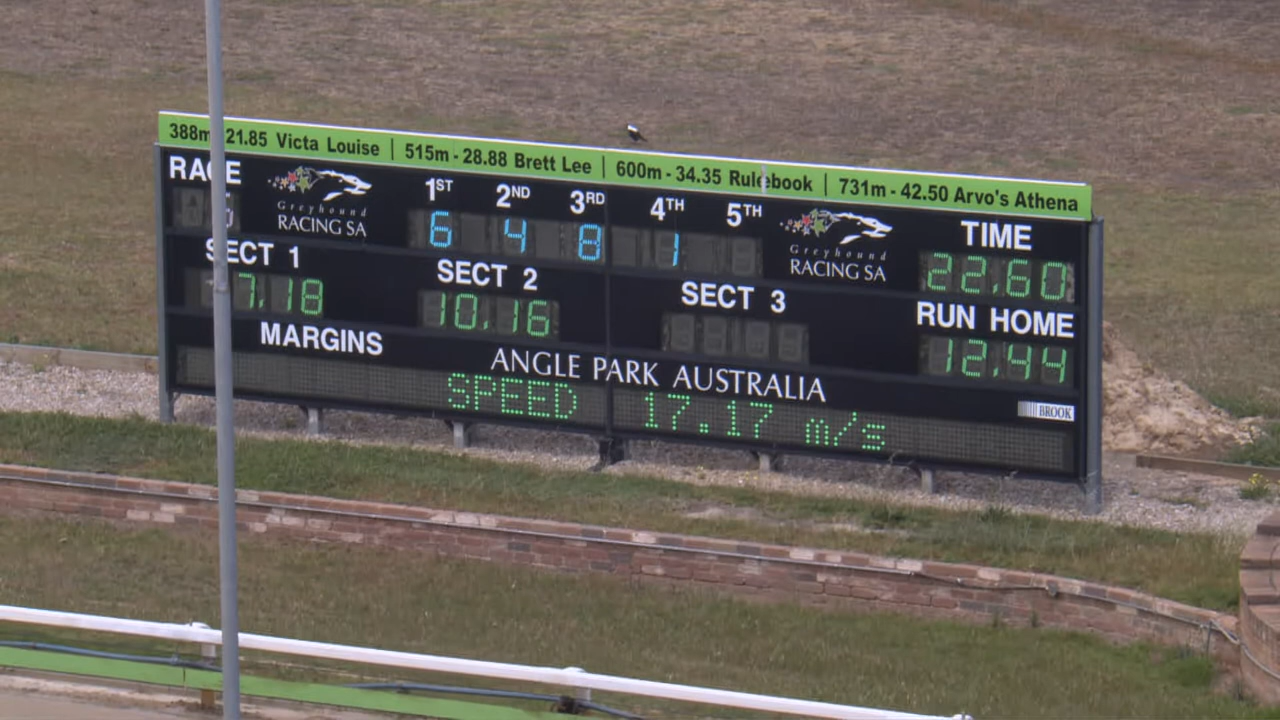 388m 21.85 Victa Louise | 515m - 28.88 Brett Lee | 600m - 34.35 Rulebook | 731m - 42.50 Arvo's Athena
RACE
Greyhound
RACING SA
1ST 2ND 3RD 4TH 5TH
6 4 8 1
Greyhound
RACING SA
TIME
22.60
SECT 1
7.18
SECT 2
10.16
SECT 3
RUN HOME
12.44
MARGINS
ANGLE PARK AUSTRALIA
BROOK
SPEED 17.17 m/s